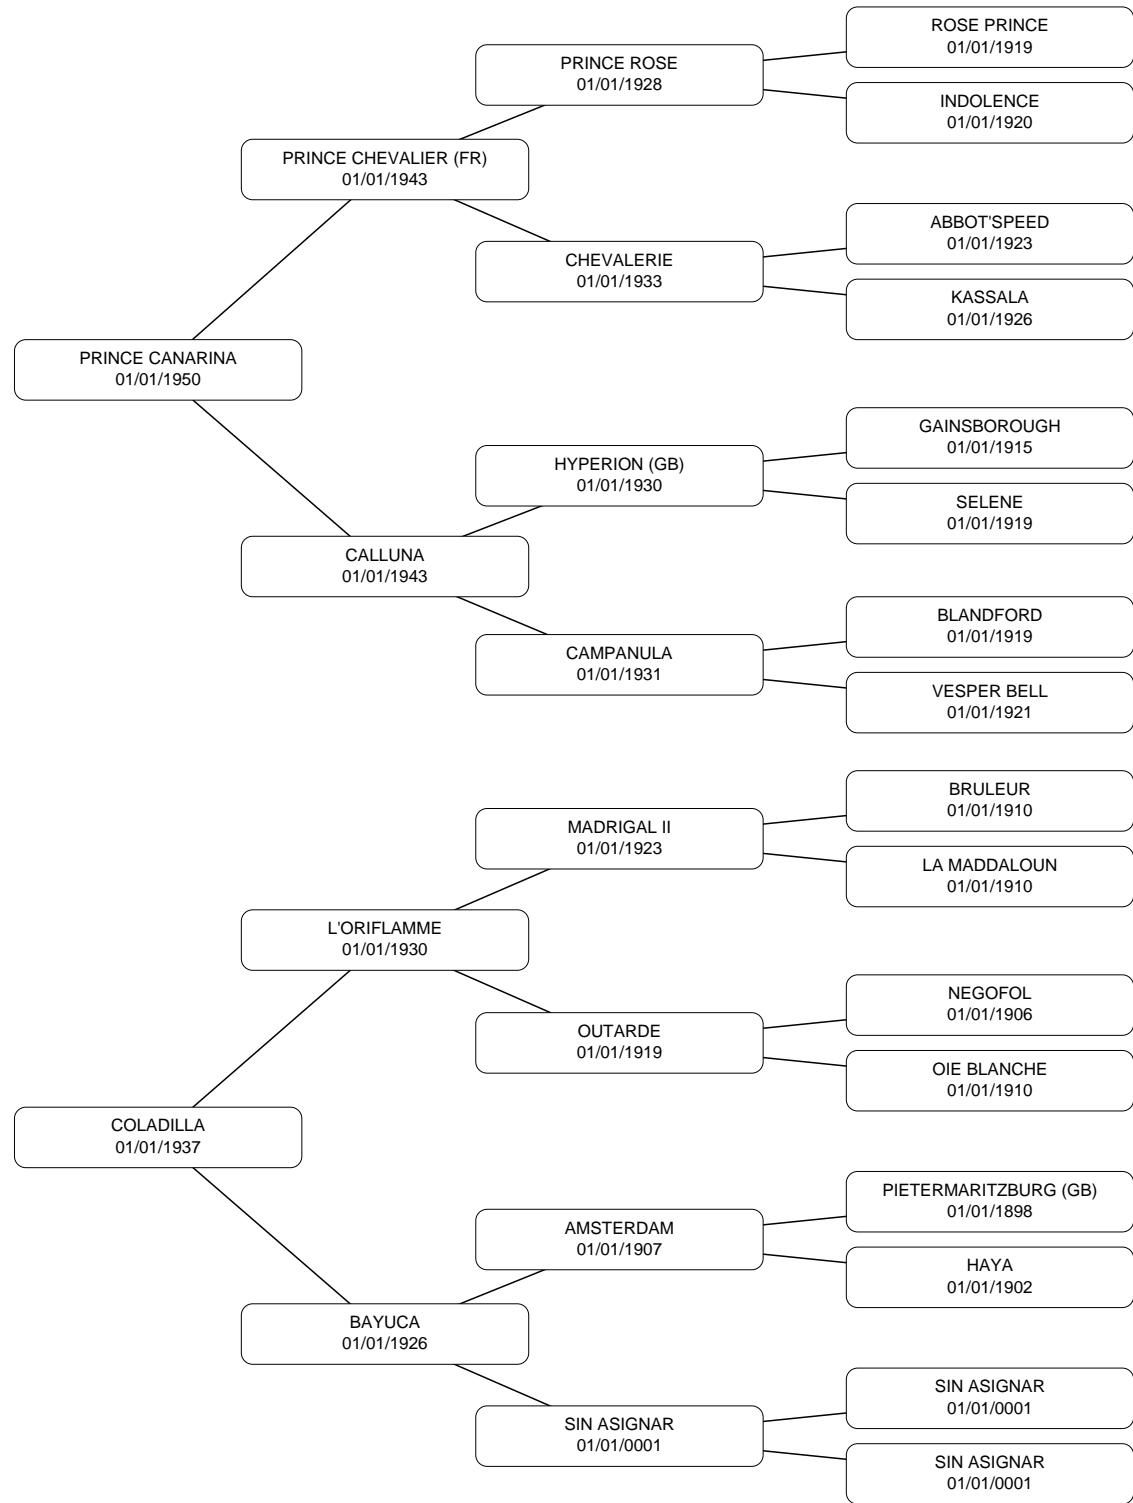 ROSE PRINCE
01/01/1919
PRINCE ROSE
01/01/1928
INDOLENCE
01/01/1920
PRINCE CHEVALIER (FR)
01/01/1943
ABBOT'SPEED
01/01/1923
CHEVALERIE
01/01/1933
KASSALA
01/01/1926
PRINCE CANARINA
01/01/1950
GAINSBOROUGH
01/01/1915
HYPERION (GB)
01/01/1930
SELENE
01/01/1919
CALLUNA
01/01/1943
BLANDFORD
01/01/1919
CAMPANULA
01/01/1931
VESPER BELL
01/01/1921
BRULEUR
01/01/1910
MADRIGAL II
01/01/1923
LA MADDALOUN
01/01/1910
L'ORIFLAMME
01/01/1930
NEGOFOL
01/01/1906
OUTARDE
01/01/1919
OIE BLANCHE
01/01/1910
COLADILLA
01/01/1937
PIETERMARITZBURG (GB)
01/01/1898
AMSTERDAM
01/01/1907
HAYA
01/01/1902
BAYUCA
01/01/1926
SIN ASIGNAR
01/01/0001
SIN ASIGNAR
01/01/0001
SIN ASIGNAR
01/01/0001